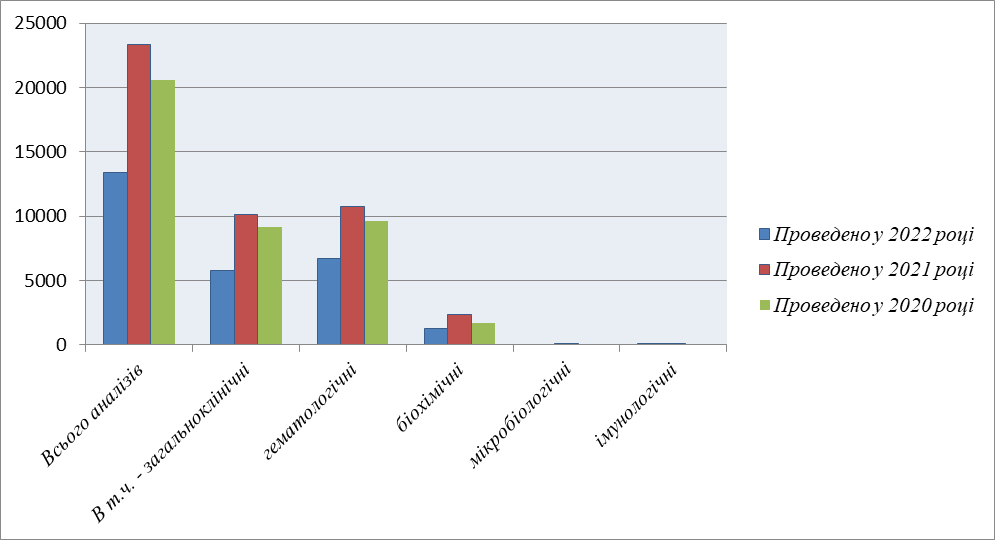 25000
20000
15000
10000
5000
0
Всього аналізів
В т.ч. - загальноклінічні
гематологічні
біохімічні
мікробіологічні
імунологічні
Проведено у 2022 році
Проведено у 2021 році
Проведено у 2020 році